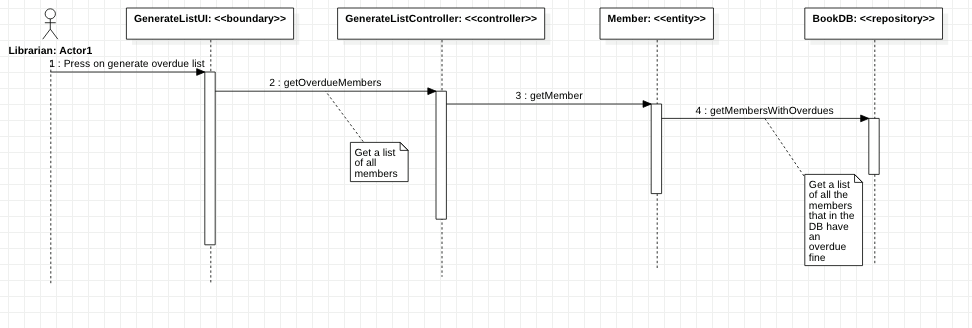 GenerateListUI: <<boundary>>
GenerateListController: <<controller>>
Member: <<entity>>
BookDB: <<repository>>
Librarian: Actor1
1 : Press on generate overdue list
2 : getOverdueMembers
3 : getMember
4 : getMembersWithOverdues
Get a list
of all
members
Get a list
of all the
members
that in the
DB have
an
overdue
fine